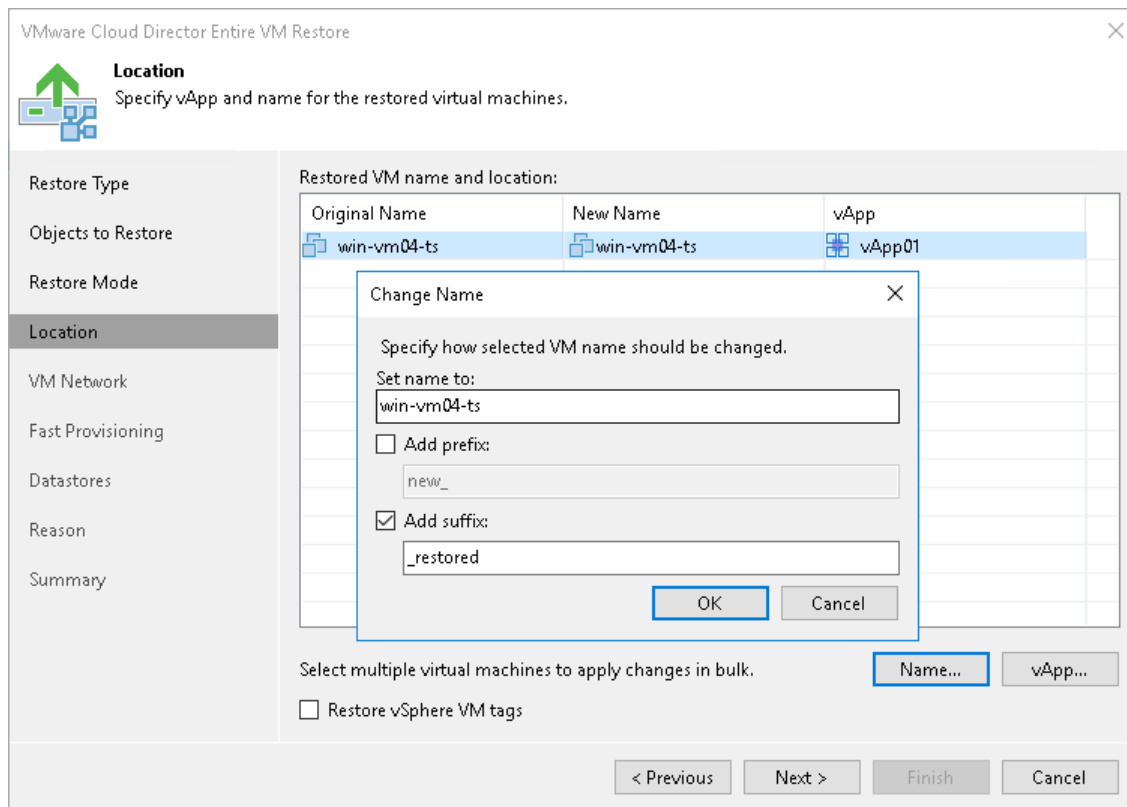 VMware Cloud Director Entire VM Restore
Location
Specify vApp and name for the restored virtual machines.
Restore Type
Objects to Restore
Restore Mode
Location
VM Network
Fast Provisioning
Datastores
Reason
Summary
Restored VM name and location:
Original Name New Name vApp
win-vm04-ts win-vm04-ts vApp01
Change Name
Specify how selected VM name should be changed.
Set name to:
win-vm04-ts
Add prefix:
new_
Add suffix:
_restored
OK Cancel
Select multiple virtual machines to apply changes in bulk. Name... vApp...
Restore vSphere VM tags
< Previous Next > Finish Cancel